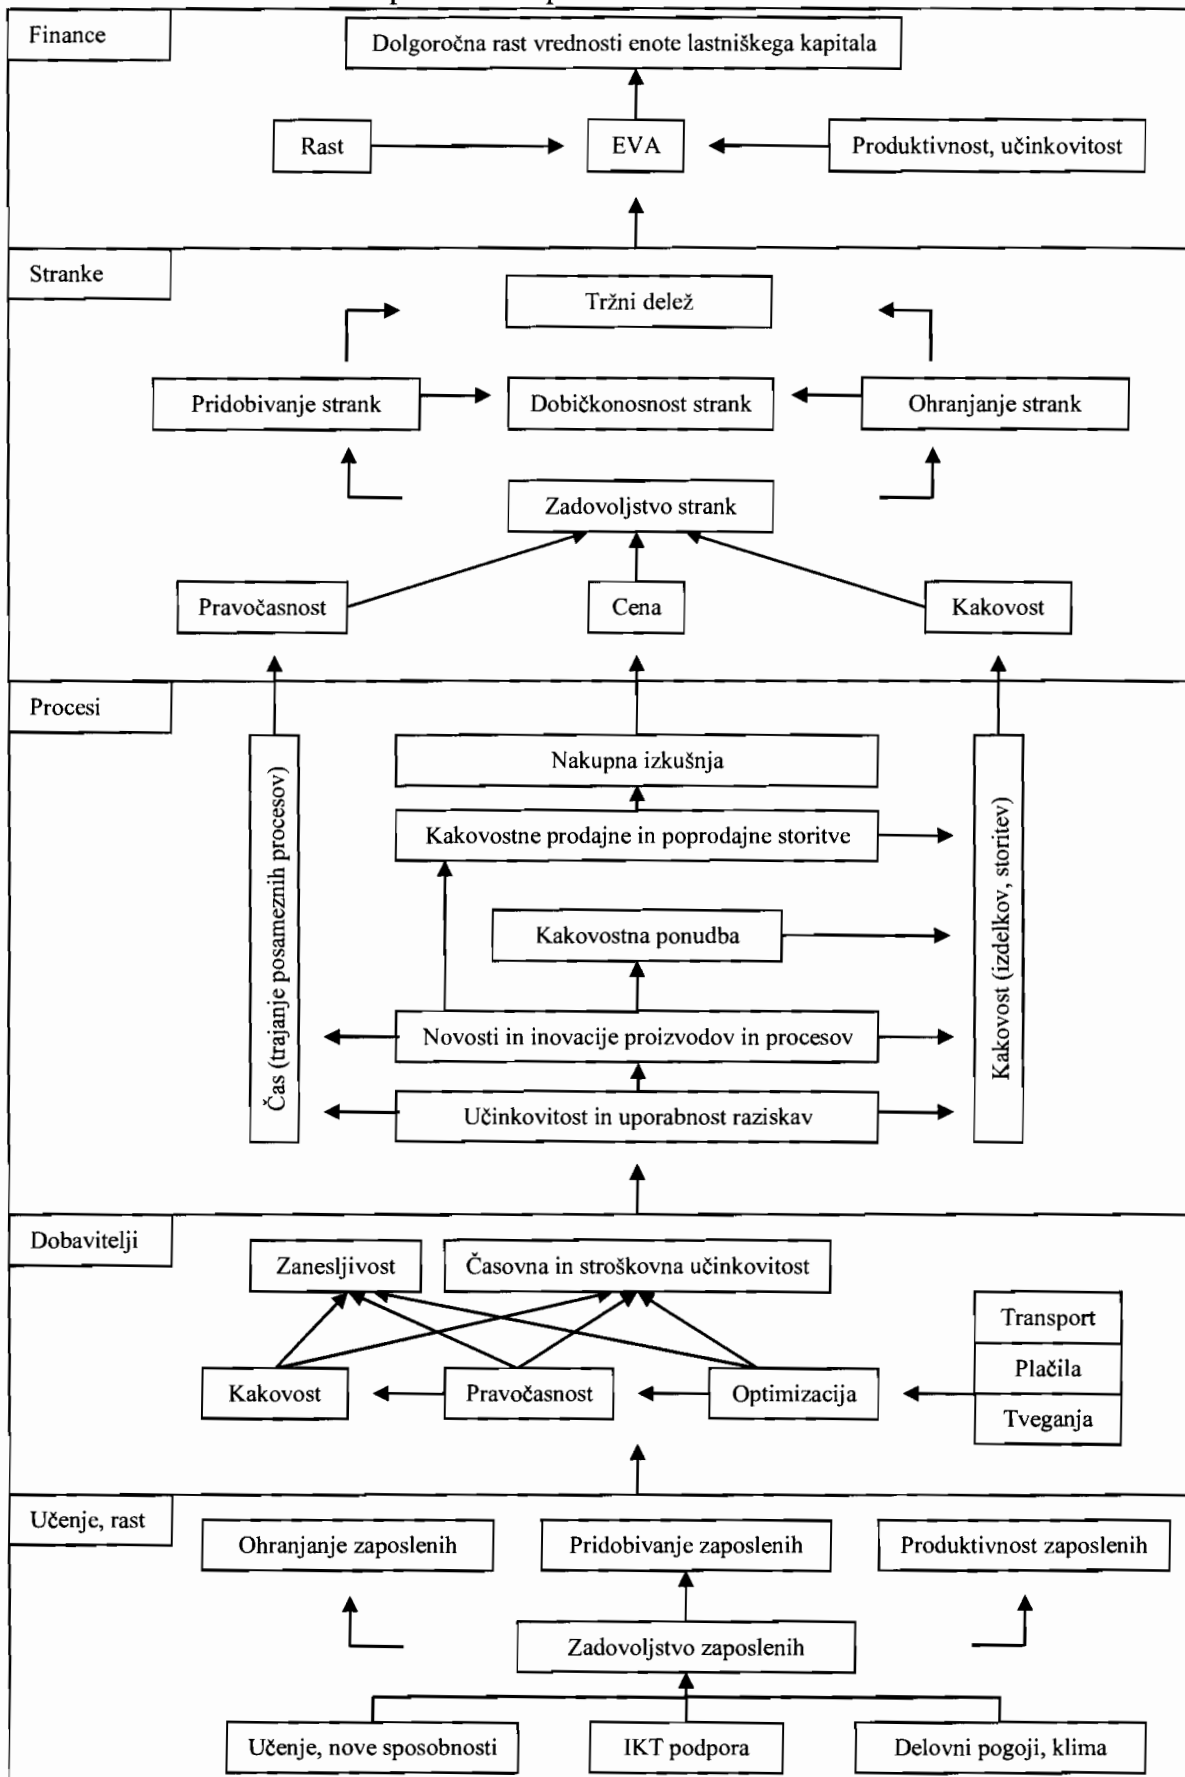 Finance
Dolgoročna rast vrednosti enote lastniškega kapitala
Rast
EVA
Produktivnost, učinkovitost
Stranke
Tržni delež
Pridobivanje strank
Dobičkonosnost strank
Ohranjanje strank
Zadovoljstvo strank
Pravočasnost
Cena
Kakovost
Procesi
Čas (trajanje posameznih procesov)
Nakupna izkušnja
Kakovostne prodajne in poprodajne storitve
Kakovostna ponudba
Novosti in inovacije proizvodov in procesov
Učinkovitost in uporabnost raziskav
Kakovost (izdelkov, storitev)
Dobavitelji
Zanesljivost
Časovna in stroškovna učinkovitost
Transport
Plačila
Tveganja
Kakovost
Pravočasnost
Optimizacija
Učenje, rast
Ohranjanje zaposlenih
Pridobivanje zaposlenih
Produktivnost zaposlenih
Zadovoljstvo zaposlenih
Učenje, nove sposobnosti
IKT podpora
Delovni pogoji, klima